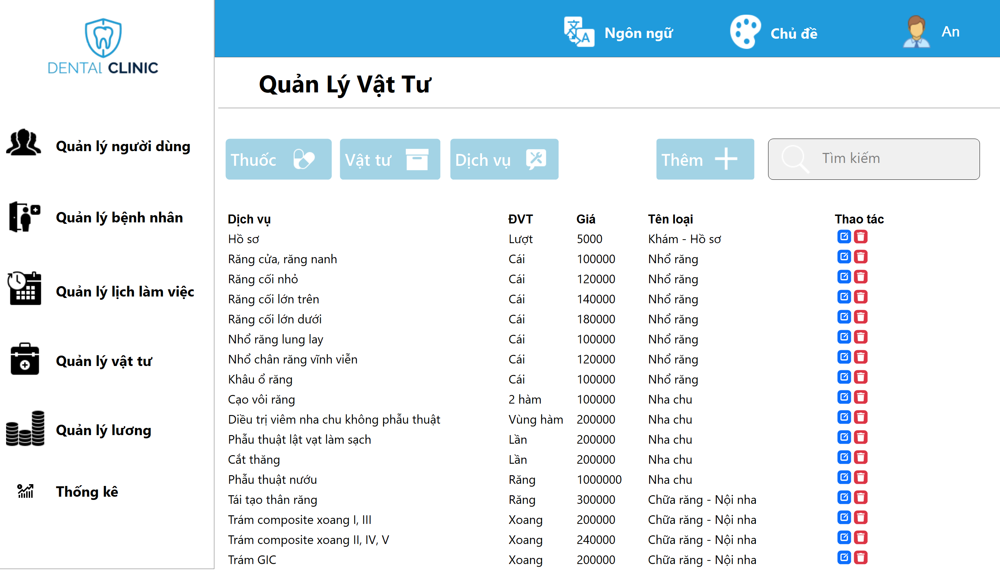 DENTAL CLINIC
Ngôn ngữ
Chủ đề
An
Quản Lý Vật Tư
Quản lý người dùng
Quản lý bệnh nhân
Quản lý lịch làm việc
Quản lý vật tư
Quản lý lương
Thống kê
Thuốc Vật tư Dịch vụ Thêm Tìm kiếm
Dịch vụ ĐVT Giá Tên loại Thao tác
Hồ sơ Lượt 5000 Khám - Hồ sơ
Răng cửa, răng nanh Cái 100000 Nhổ răng
Răng cối nhỏ Cái 120000 Nhổ răng
Răng cối lớn trên Cái 140000 Nhổ răng
Răng cối lớn dưới Cái 180000 Nhổ răng
Nhổ răng lung lay Cái 100000 Nhổ răng
Nhổ chân răng vĩnh viễn Cái 120000 Nhổ răng
Khâu ổ răng Cái 100000 Nhổ răng
Cạo vôi răng 2 hàm 100000 Nha chu
Diều trị viêm nha chu không phẫu thuật Vùng hàm 200000 Nha chu
Phẫu thuật lật vạt làm sạch Lần 200000 Nha chu
Cắt thăng Lần 200000 Nha chu
Phẫu thuật nướu Răng 1000000 Nha chu
Tái tạo thân răng Răng 300000 Chữa răng - Nội nha
Trám composite xoang I, III Xoang 200000 Chữa răng - Nội nha
Trám composite xoang II, IV, V Xoang 240000 Chữa răng - Nội nha
Trám GIC Xoang 200000 Chữa răng - Nội nha